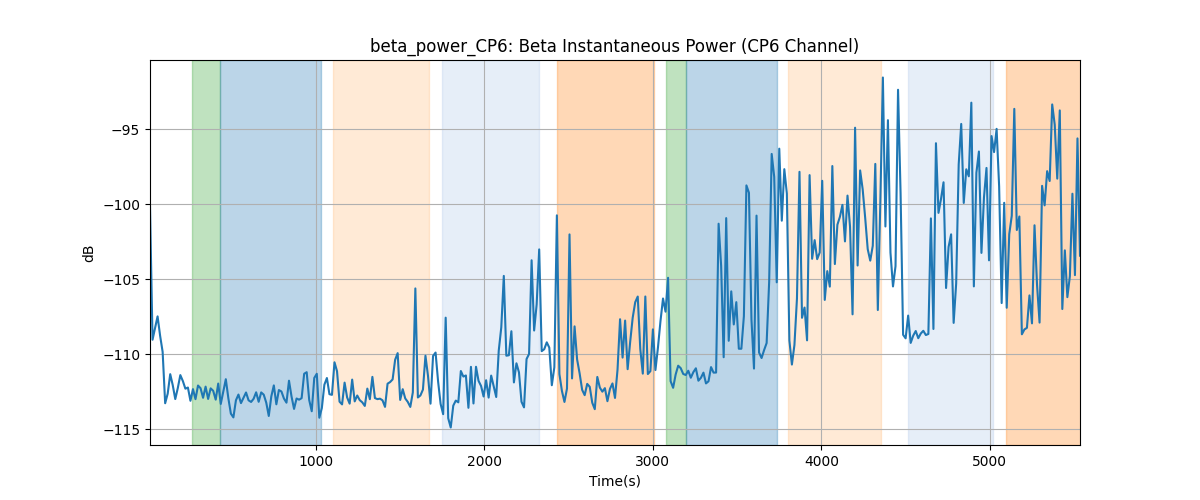 beta_power_CP6: Beta Instantaneous Power (CP6 Channel)
dB
−95
−100
−105
−110
−115
1000 2000 3000 4000 5000
Time(s)